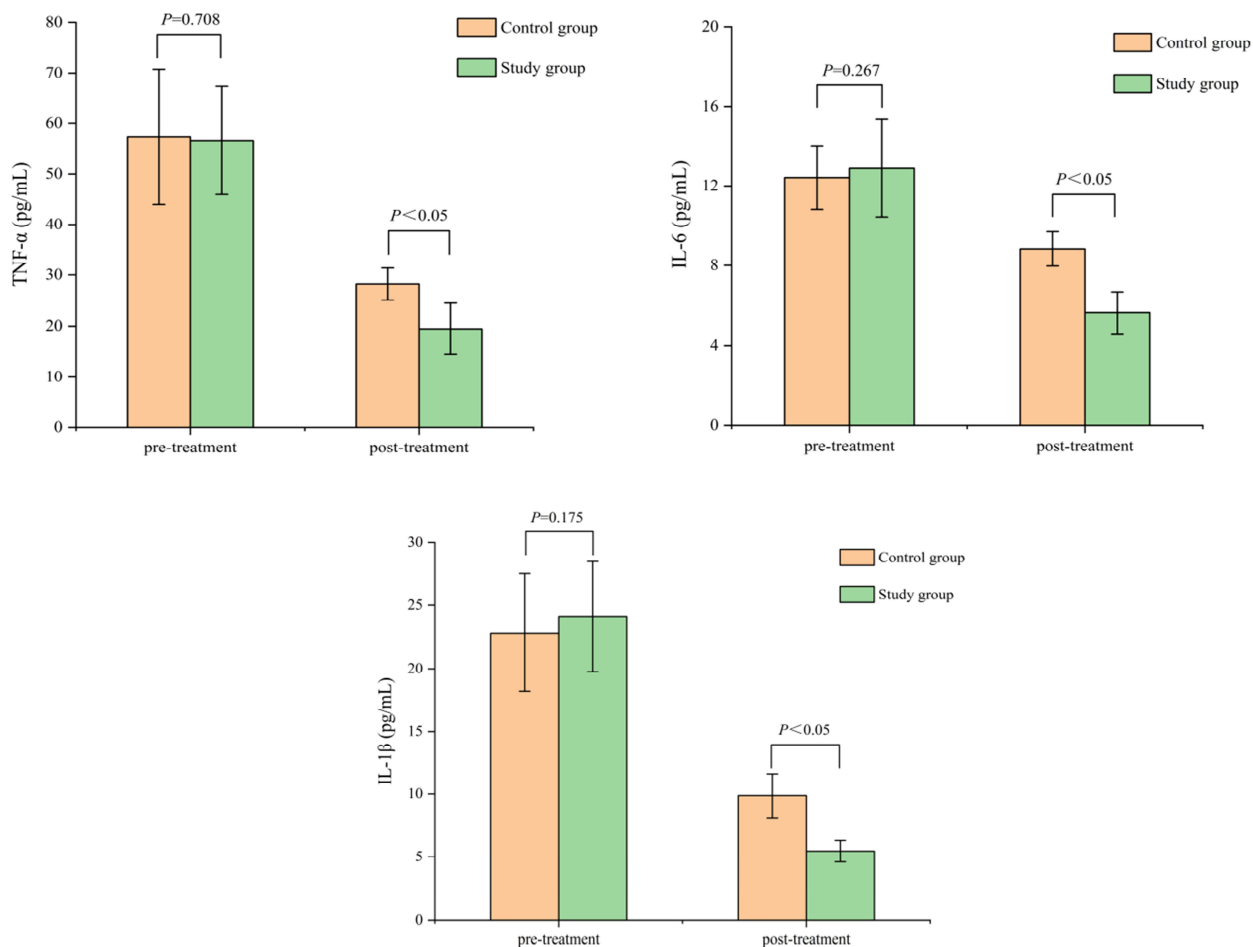 80
P=0.708
Control group
70
Study group
60
50
TNF-α (pg/mL)
40
P<0.05
30
20
10
0
pre-treatment
post-treatment
20
Control group
P=0.267
Study group
16
P<0.05
12
IL-6 (pg/mL)
8
4
0
pre-treatment
post-treatment
P=0.175
30
Control group
25
Study group
20
IL-1β (pg/mL)
15
P<0.05
10
5
0
pre-treatment
post-treatment